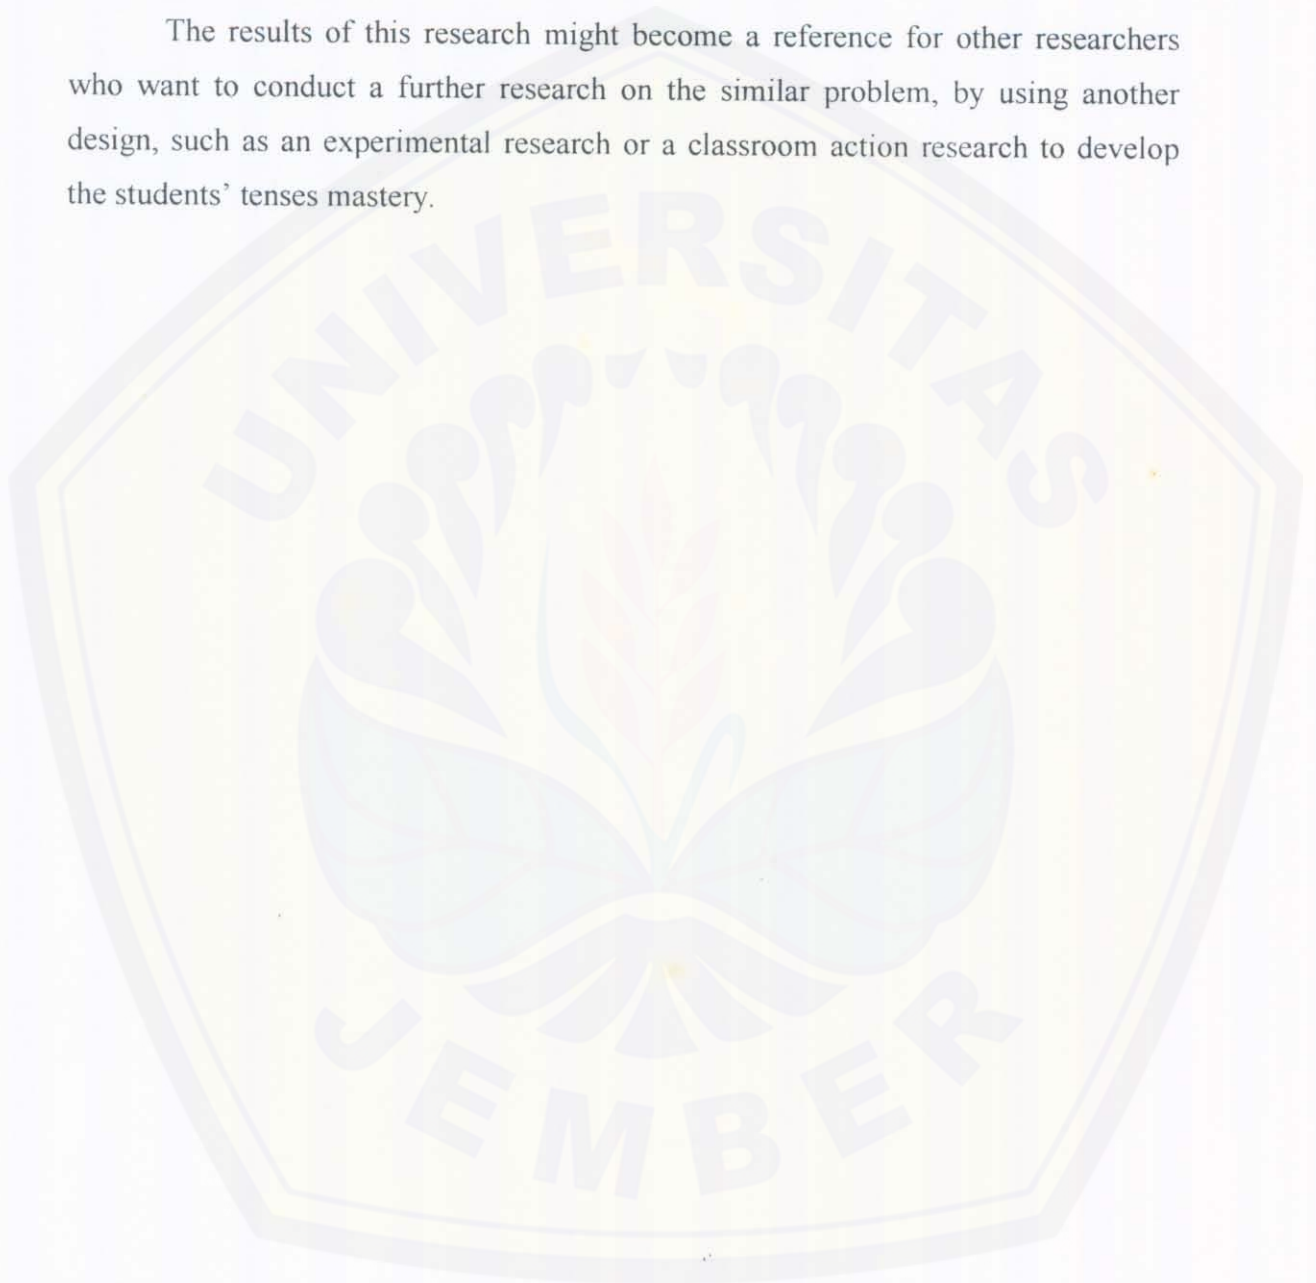 The results of this research might become a reference for other researchers
who want to conduct a further research on the similar problem, by using another
design, such as an experimental research or a classroom action research to develop
the students’ tenses mastery.
UNIVERSITAS
JEMBER